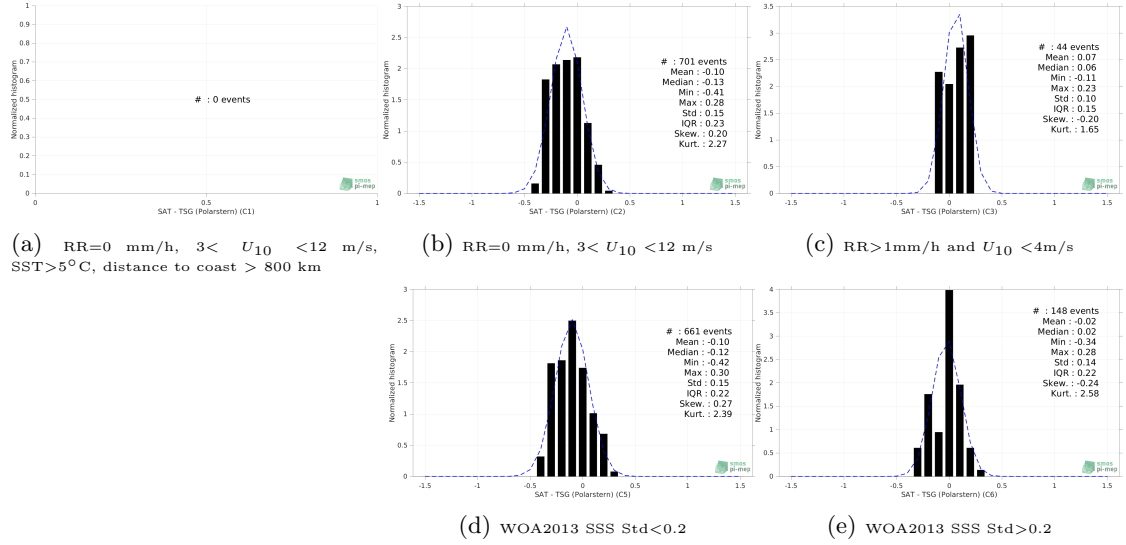 1
0.9
0.8
0.7
0.6
0.5
0.4
0.3
0.2
0.1
0
Normalized histogram
# : 0 events
smos
pi-mep
0 0.5 1
SAT - TSG (Polarstern) (C1)
(a) RR=0 mm/h, 3< U10 <12 m/s,
SST>5°C, distance to coast > 800 km
3
2.5
2
1.5
1
0.5
0
Normalized histogram
# : 701 events
Mean : -0.10
Median : -0.13
Min : -0.41
Max : 0.28
Std : 0.15
IQR : 0.23
Skew. : 0.20
Kurt. : 2.27
smos
pi-mep
-1.5 -1 -0.5 0 0.5 1 1.5
SAT - TSG (Polarstern) (C2)
(b) RR=0 mm/h, 3< U10 <12 m/s
3.5
3
2.5
2
1.5
1
0.5
0
Normalized histogram
# : 44 events
Mean : 0.07
Median : 0.06
Min : -0.11
Max : 0.23
Std : 0.10
IQR : 0.15
Skew. : -0.20
Kurt. : 1.65
smos
pi-mep
-1.5 -1 -0.5 0 0.5 1 1.5
SAT - TSG (Polarstern) (C3)
(c) RR>1mm/h and U10 <4m/s
3
2.5
2
1.5
1
0.5
0
Normalized histogram
# : 661 events
Mean : -0.10
Median : -0.12
Min : -0.42
Max : 0.30
Std : 0.15
IQR : 0.22
Skew. : 0.27
Kurt. : 2.39
smos
pi-mep
-1.5 -1 -0.5 0 0.5 1 1.5
SAT - TSG (Polarstern) (C5)
(d) WOA2013 SSS Std<0.2
4
3.5
3
2.5
2
1.5
1
0.5
0
Normalized histogram
# : 148 events
Mean : -0.02
Median : 0.02
Min : -0.34
Max : 0.28
Std : 0.14
IQR : 0.22
Skew. : -0.24
Kurt. : 2.58
smos
pi-mep
-1.5 -1 -0.5 0 0.5 1 1.5
SAT - TSG (Polarstern) (C6)
(e) WOA2013 SSS Std>0.2